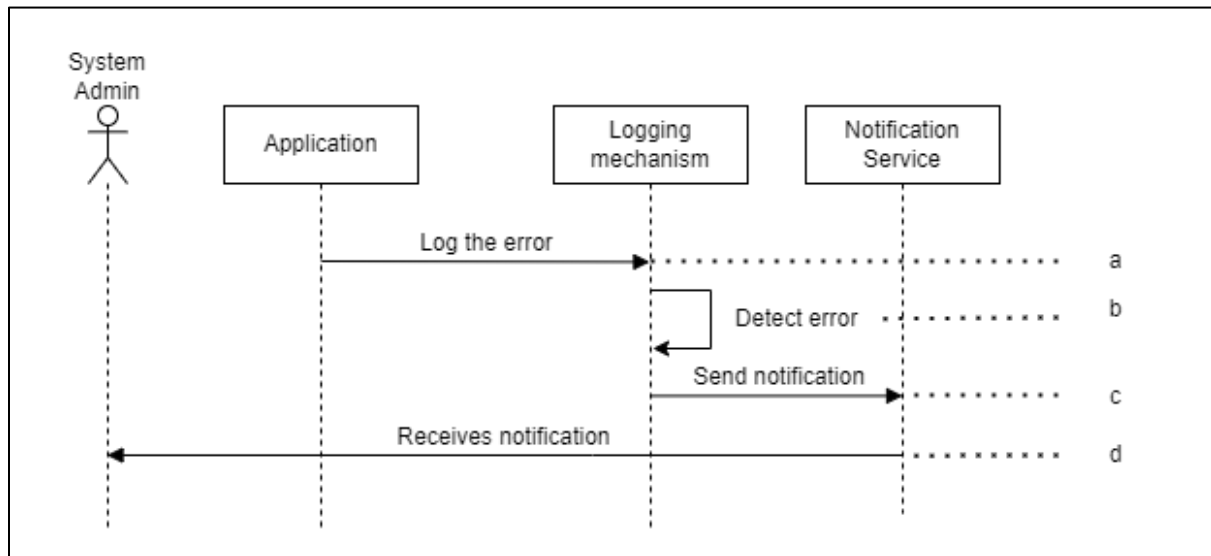 System
Admin
Application
Logging
mechanism
Notification
Service
Log the error
a
Detect error
b
Send notification
c
Receives notification
d